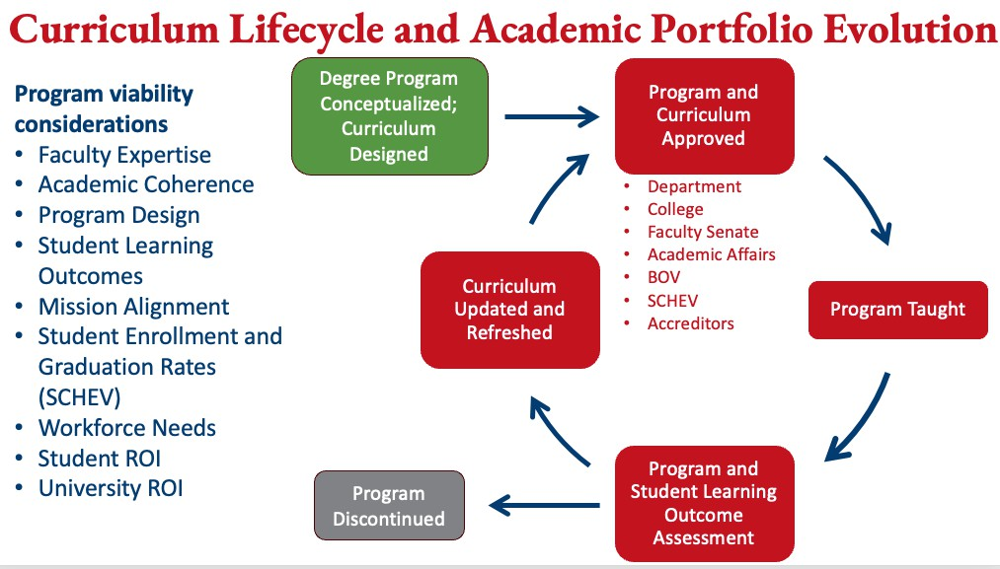 Curriculum Lifecycle and Academic Portfolio Evolution
Program viability
considerations
• Faculty Expertise
• Academic Coherence
• Program Design
• Student Learning
Outcomes
• Mission Alignment
• Student Enrollment and
Graduation Rates
(SCHEV)
• Workforce Needs
• Student ROI
• University ROI
Degree Program
Conceptualized;
Curriculum
Designed
Program and
Curriculum
Approved
• Department
• College
• Faculty Senate
• Academic Affairs
• BOV
• SCHEV
• Accreditors
Program Taught
Program and
Student Learning
Outcome
Assessment
Curriculum
Updated and
Refreshed
Program
Discontinued